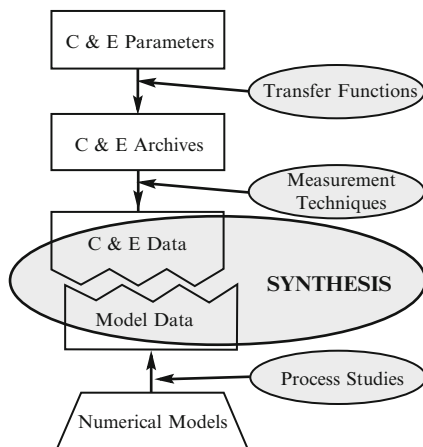 C & E Parameters
Transfer Functions
C & E Archives
Measurement
Techniques
C & E Data
SYNTHESIS
Model Data
Process Studies
Numerical Models